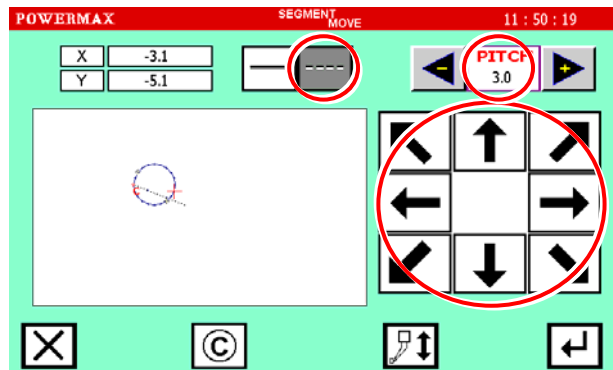 POWERMAX SEGMENT MOVE 11 : 50 : 19
X -3.1
Y -5.1
PITCH
3.0
- +
C